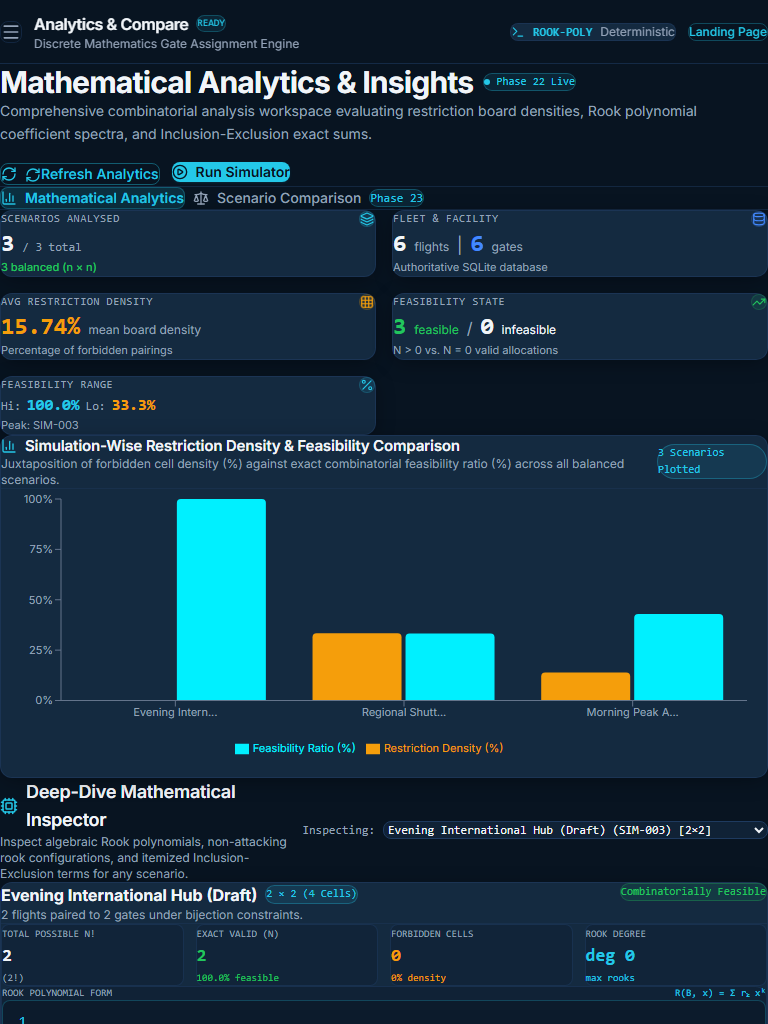 Analytics & Compare READY
Discrete Mathematics Gate Assignment Engine
ROOK-POLY Deterministic
Landing Page
Mathematical Analytics & Insights
Phase 22 Live
Comprehensive combinatorial analysis workspace evaluating restriction board densities, Rook polynomial
coefficient spectra, and Inclusion-Exclusion exact sums.
Refresh Analytics
Run Simulator
Mathematical Analytics
Scenario Comparison
Phase 23
SCENARIOS ANALYSED
3 / 3 total
3 balanced (n × n)
FLEET & FACILITY
6 flights | 6 gates
Authoritative SQLite database
AVG RESTRICTION DENSITY
15.74% mean board density
Percentage of forbidden pairings
FEASIBILITY STATE
3 feasible / 0 infeasible
N > 0 vs. N = 0 valid allocations
FEASIBILITY RANGE
Hi: 100.0% Lo: 33.3%
Peak: SIM-003
Simulation-Wise Restriction Density & Feasibility Comparison
Juxtaposition of forbidden cell density (%) against exact combinatorial feasibility ratio (%) across all balanced
scenarios.
3 Scenarios
Plotted
100%
75%
50%
25%
0%
Evening Intern...
Regional Shutt...
Morning Peak A...
Feasibility Ratio (%)
Restriction Density (%)
Deep-Dive Mathematical
Inspector
Inspect algebraic Rook polynomials, non-attacking
rook configurations, and itemized Inclusion-
Exclusion terms for any scenario.
Inspecting:
Evening International Hub (Draft) (SIM-003) [2×2]
Evening International Hub (Draft)
2 × 2 (4 Cells)
Combinatorially Feasible
2 flights paired to 2 gates under bijection constraints.
TOTAL POSSIBLE N!
2
(2!)
EXACT VALID (N)
2
100.0% feasible
FORBIDDEN CELLS
0
0% density
ROOK DEGREE
deg 0
max rooks
ROOK POLYNOMIAL FORM
R(B, x) = Σ rₖ xᵏ
1